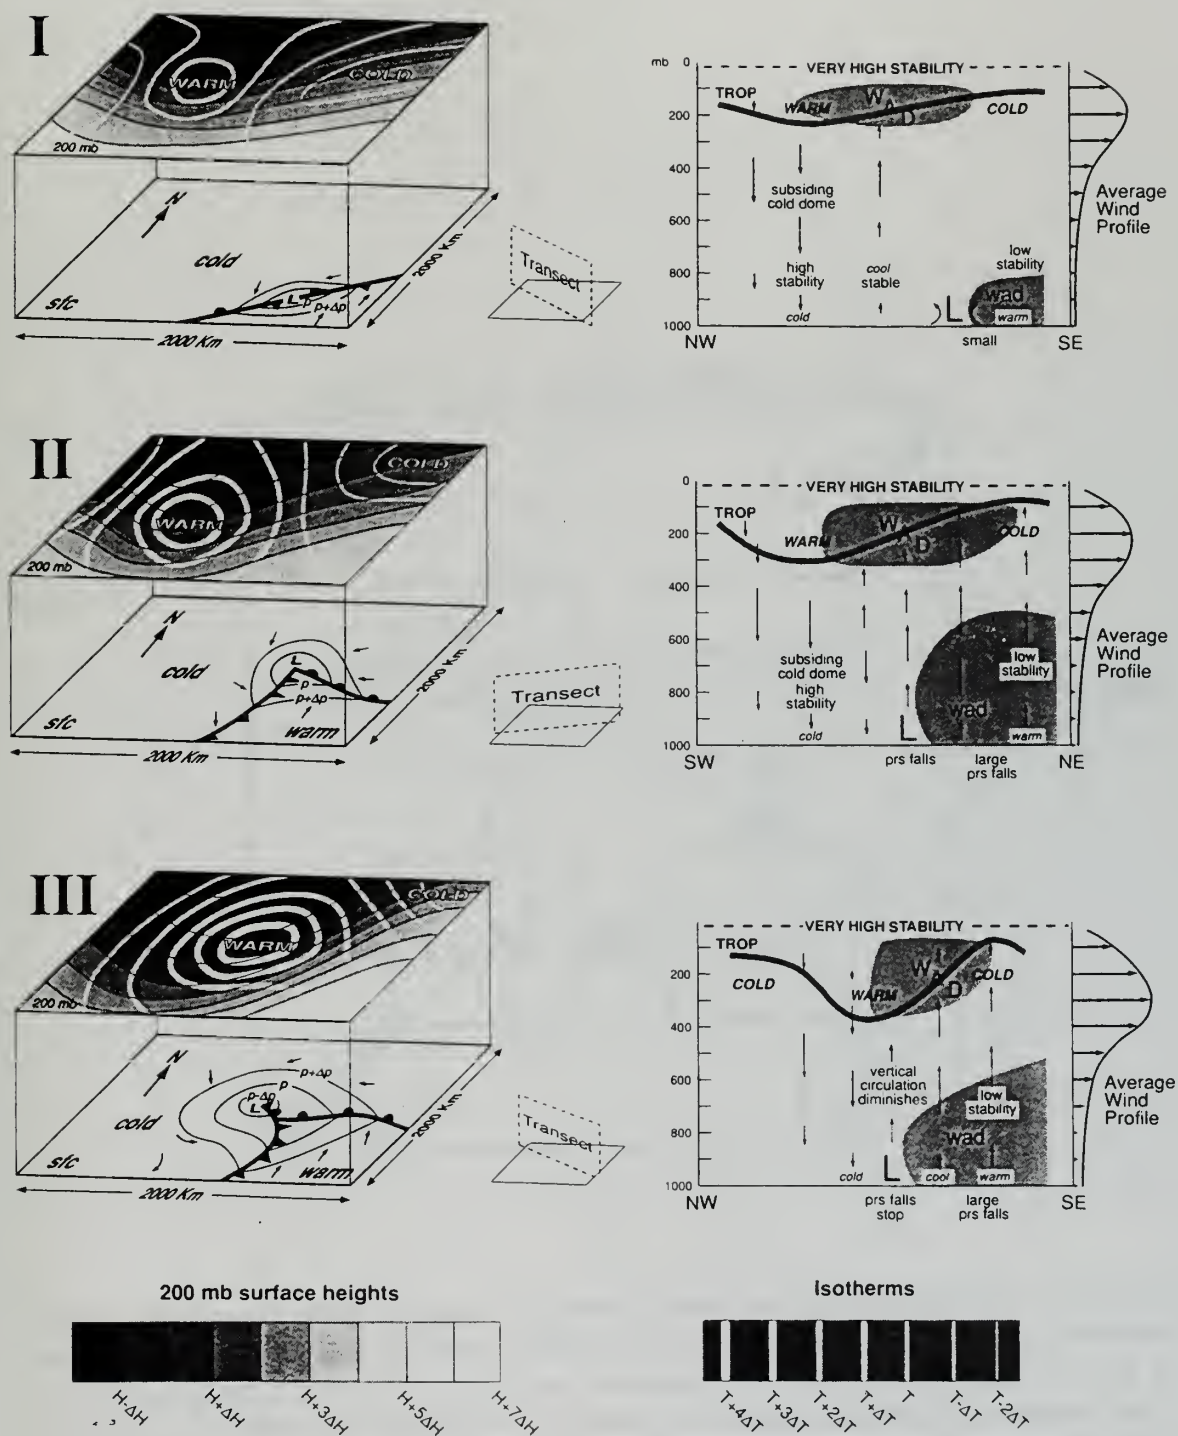 I
WARM
COLD
200 mb
N
cold
L
p
p+Δp
sfc
2000 Km
2000 Km
Transect
mb
0
200
400
600
800
1000
VERY HIGH STABILITY
TROP
WARM
WAD
COLD
subsiding
cold dome
high
stability
cold
cool
stable
low
stability
L
wad
warm
NW
small
SE
Average
Wind
Profile
II
WARM
COLD
200 mb
N
cold
L
p
p+Δp
sfc
warm
2000 Km
2000 Km
Transect
0
200
400
600
800
1000
VERY HIGH STABILITY
TROP
WARM
WAD
COLD
subsiding
cold dome
high
stability
cold
low
stability
wad
L
warm
SW
prs falls
large
prs falls
NE
Average
Wind
Profile
III
WARM
COLD
200 mb
N
cold
p+Δp
p
p-Δp
L
sfc
warm
2000 Km
2000 Km
Transect
0
200
400
600
800
1000
VERY HIGH STABILITY
TROP
COLD
WARM
WAD
COLD
vertical
circulation
diminishes
low
stability
wad
cold
L
cool
warm
NW
prs falls
stop
large
prs falls
SE
Average
Wind
Profile
200 mb surface heights
H-ΔH
H+ΔH
H+3ΔH
H+5ΔH
H+7ΔH
Isotherms
T+4ΔT
T+3ΔT
T+2ΔT
T+ΔT
T
T-ΔT
T-2ΔT